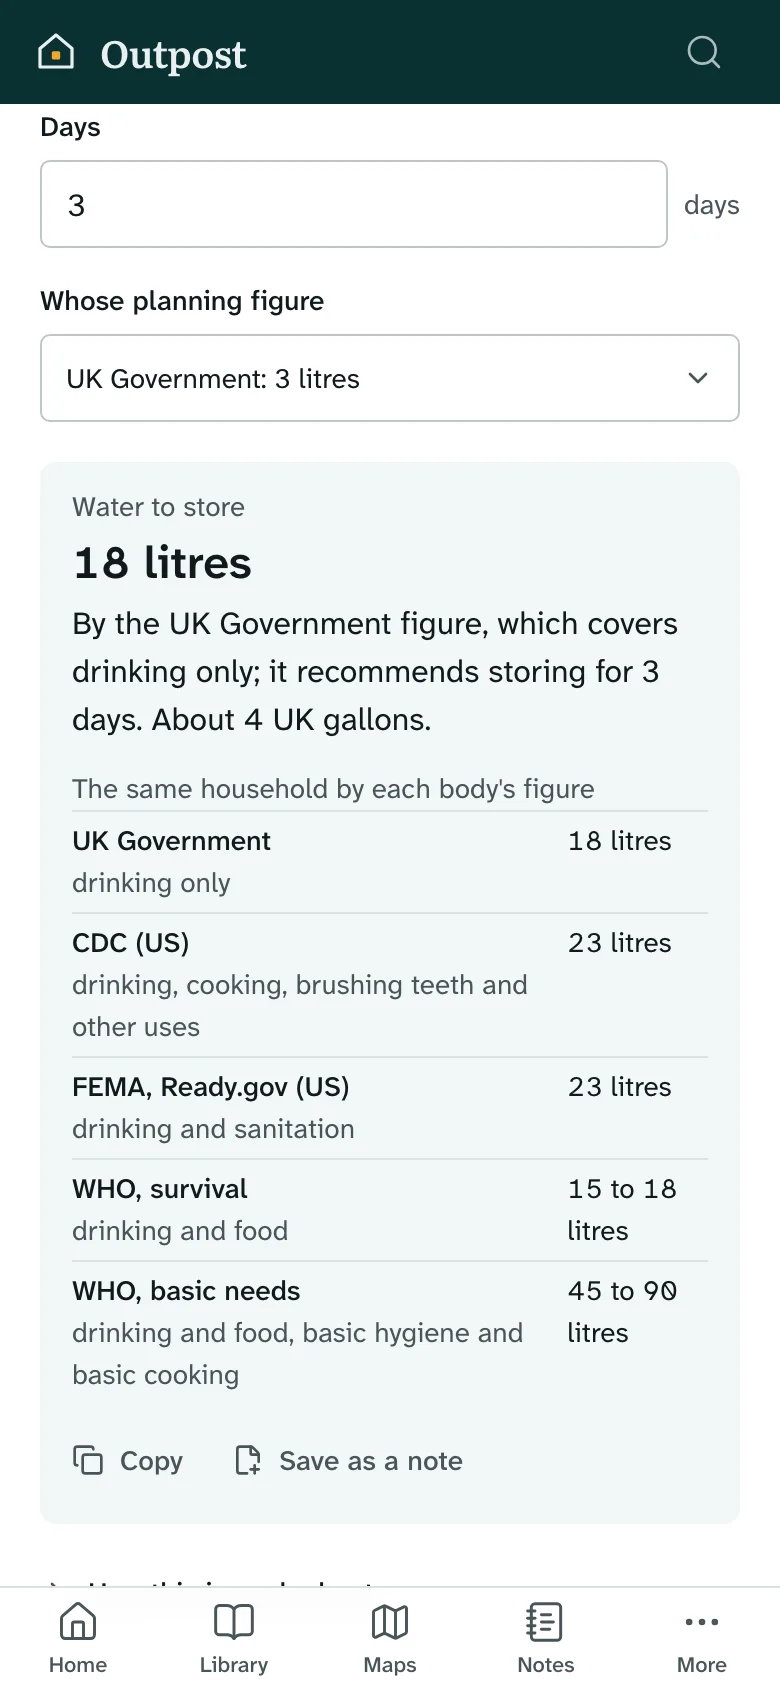 Outpost
Days
3
days
Whose planning figure
UK Government: 3 litres
Water to store
18 litres
By the UK Government figure, which covers
drinking only; it recommends storing for 3
days. About 4 UK gallons.
The same household by each body's figure
UK Government
18 litres
drinking only
CDC (US)
23 litres
drinking, cooking, brushing teeth and
other uses
FEMA, Ready.gov (US)
23 litres
drinking and sanitation
WHO, survival
15 to 18
litres
drinking and food
WHO, basic needs
45 to 90
litres
drinking and food, basic hygiene and
basic cooking
Copy
Save as a note
Home
Library
Maps
Notes
More